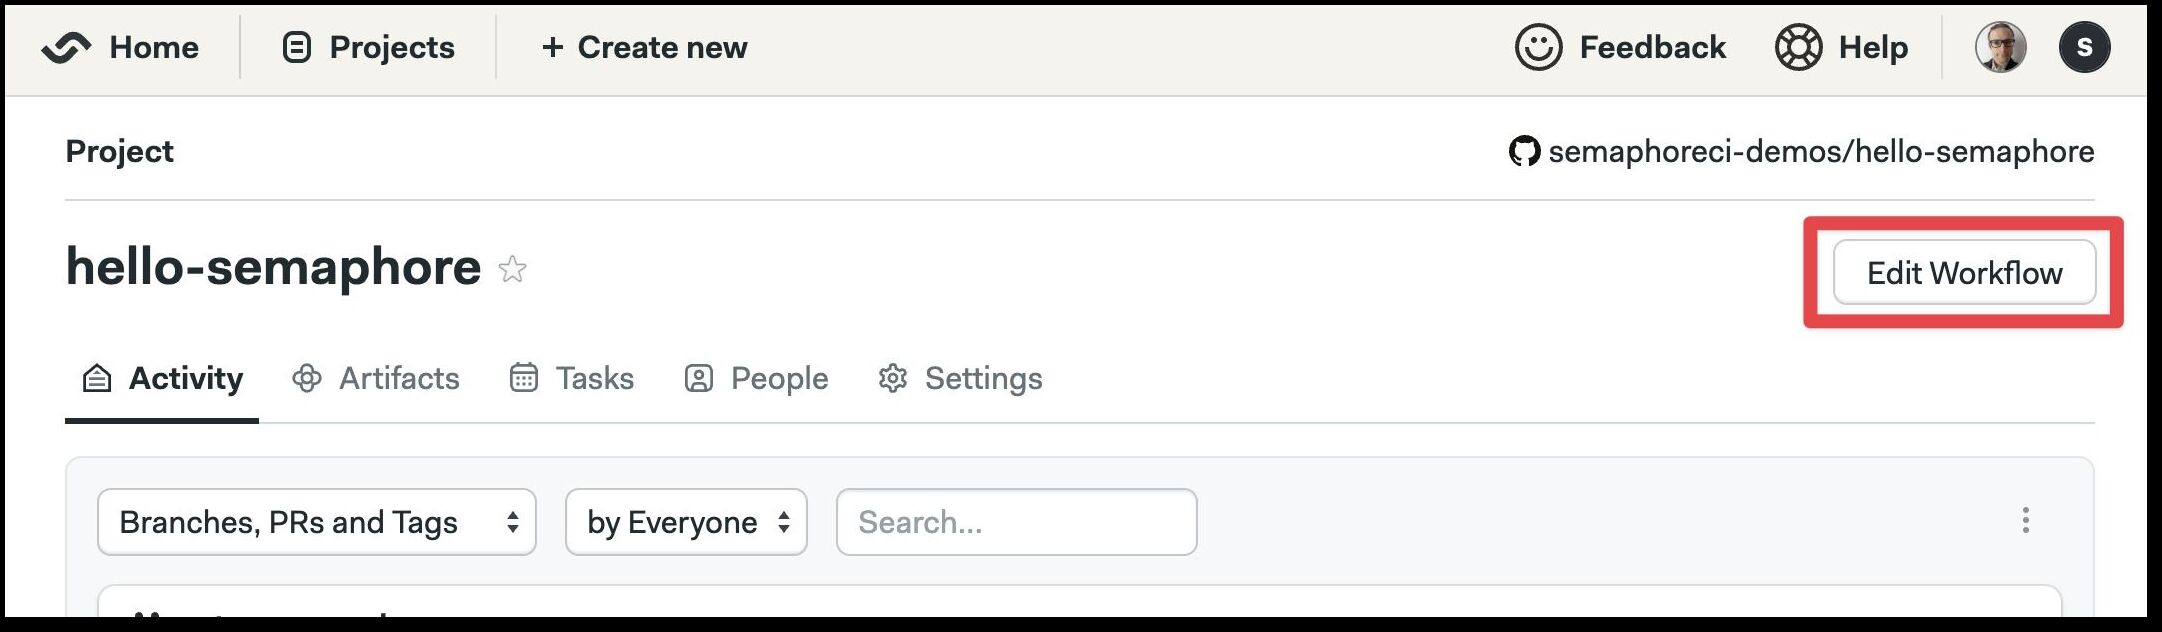 Home Projects + Create new Feedback Help S
Project semaphoreci-demos/hello-semaphore
hello-semaphore Edit Workflow
Activity Artifacts Tasks People Settings
Branches, PRs and Tags by Everyone Search...